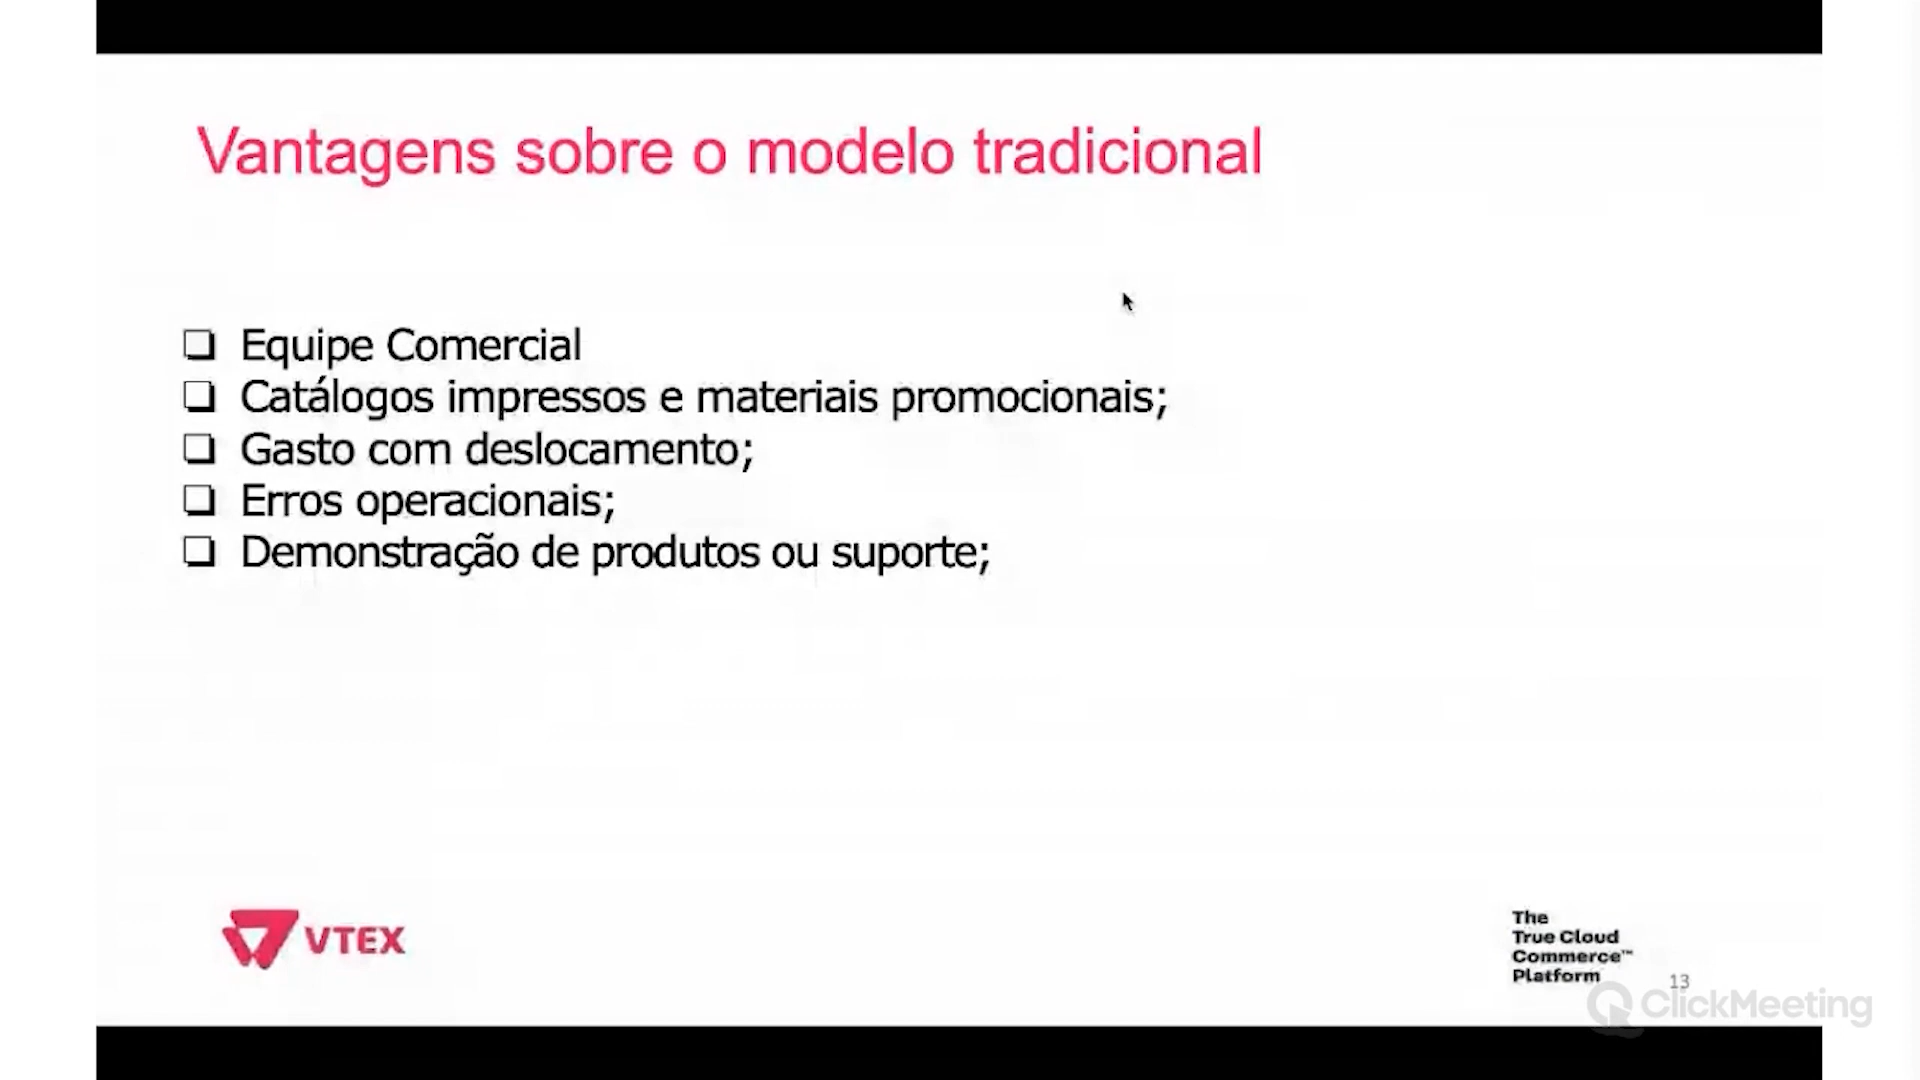 Vantagens sobre o modelo tradicional
❑ Equipe Comercial
❑ Catálogos impressos e materiais promocionais;
❑ Gasto com deslocamento;
❑ Erros operacionais;
❑ Demonstração de produtos ou suporte;
VTEX
The
True Cloud
Commerce™
Platform
13
ClickMeeting